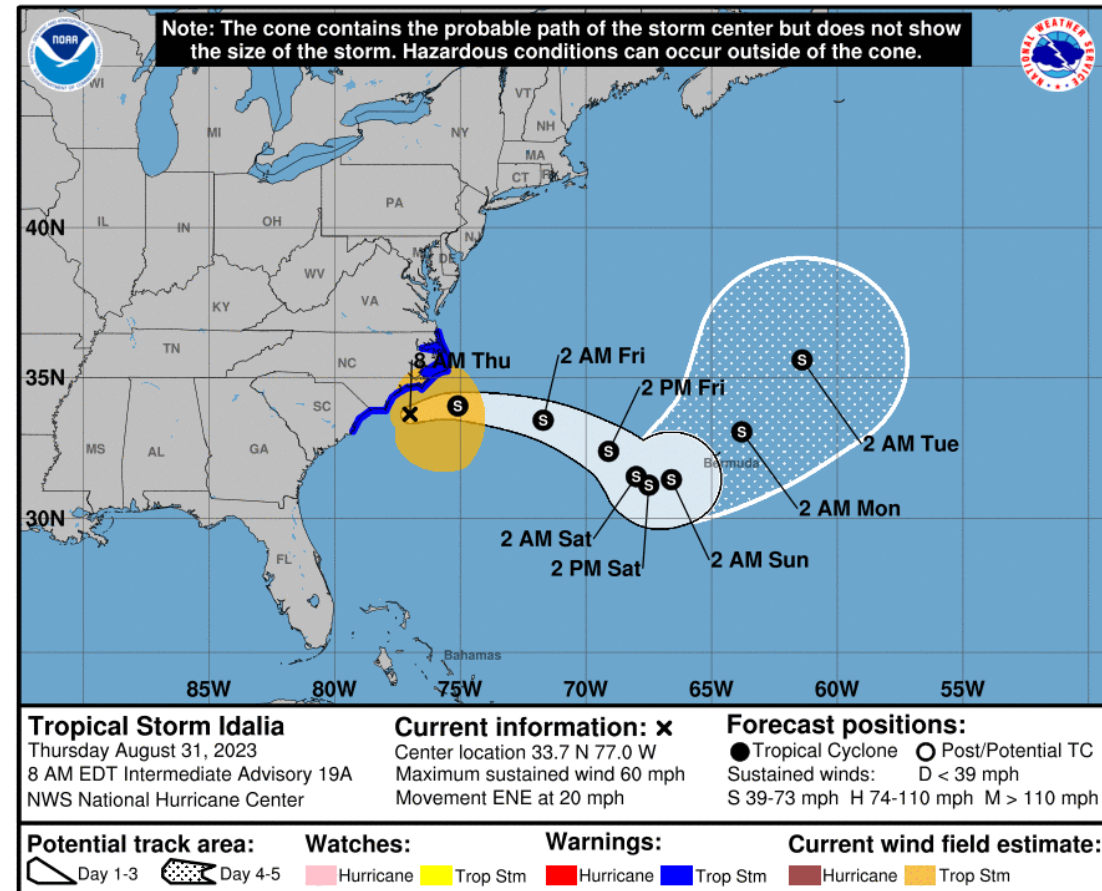 Note: The cone contains the probable path of the storm center but does not show
the size of the storm. Hazardous conditions can occur outside of the cone.
NOAA
NATIONAL WEATHER SERVICE
WI
MI
NY
VT
NH
MA
CT
RI
IL
IN
OH
PA
NJ
DE
WV
KY
VA
TN
NC
SC
MS
AL
GA
FL
40N
35N
30N
8 AM Thu
2 AM Fri
2 PM Fri
2 AM Sat
2 PM Sat
2 AM Sun
2 AM Mon
2 AM Tue
S
S
S
S
S
S
S
S
Bermuda
Bahamas
85W
80W
75W
70W
65W
60W
55W
Tropical Storm Idalia
Thursday August 31, 2023
8 AM EDT Intermediate Advisory 19A
NWS National Hurricane Center
Current information: ×
Center location 33.7 N 77.0 W
Maximum sustained wind 60 mph
Movement ENE at 20 mph
Forecast positions:
Tropical Cyclone Post/Potential TC
Sustained winds: D < 39 mph
S 39-73 mph H 74-110 mph M > 110 mph
Potential track area:
Day 1-3 Day 4-5
Watches:
Hurricane Trop Stm
Warnings:
Hurricane Trop Stm
Current wind field estimate:
Hurricane Trop Stm